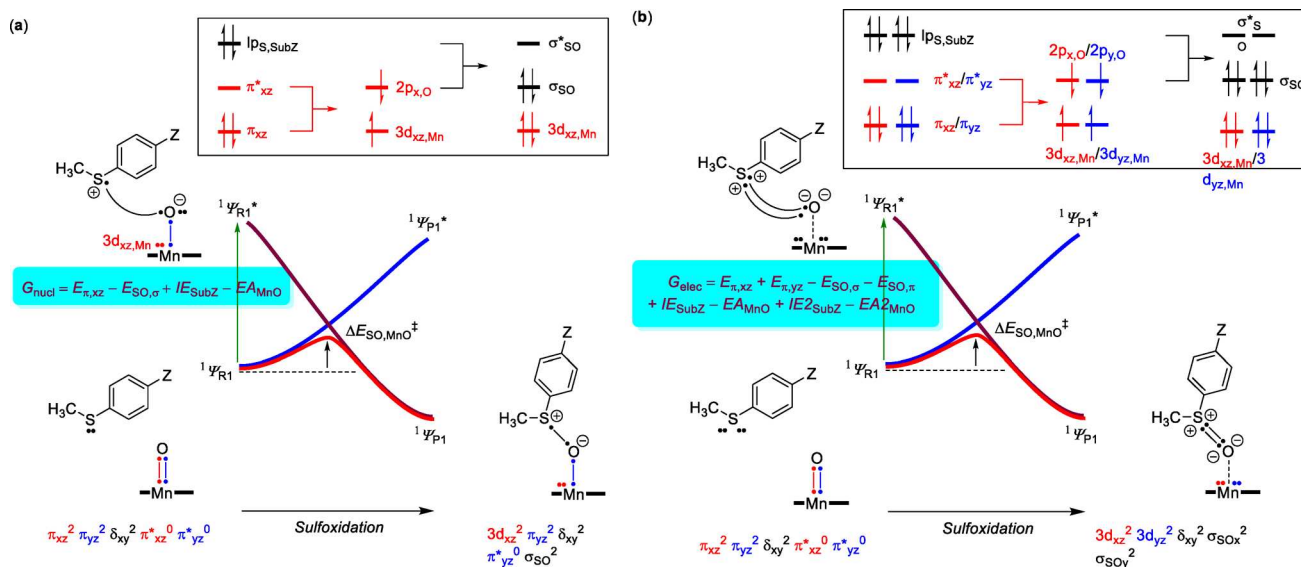 (a)
lpS,SubZ
σ*SO
π*xz
2px,O
σSO
πxz
3dxz,Mn
3dxz,Mn
Z
H3C
S
⊕
O
⊖
3dxz,Mn
Mn
1ΨR1*
1ΨP1*
Gnucl = Eπ,xz – ESO,σ + IESubZ – EAMnO
ΔESO,MnO‡
1ΨR1
1ΨP1
Z
H3C
S
O
Mn
Z
H3C
S
⊕
O
⊖
Mn
Sulfoxidation
πxz2 πyz2 δxy2 π*xz0 π*yz0
3dxz2 πyz2 δxy2
π*yz0 σSO2
(b)
lpS,SubZ
σ*S
O
2px,O/2py,O
π*xz/π*yz
σSO
πxz/πyz
3dxz,Mn/3dyz,Mn
3dxz,Mn/3
dyz,Mn
Z
H3C
S
⊕
⊕
O
⊖
⊖
Mn
1ΨR1*
1ΨP1*
Gelec = Eπ,xz + Eπ,yz – ESO,σ – ESO,π
+ IESubZ – EAMnO + IE2SubZ – EA2MnO
ΔESO,MnO‡
1ΨR1
1ΨP1
Z
H3C
S
O
Mn
Z
H3C
S
⊕
⊕
O
⊖
⊖
Mn
Sulfoxidation
πxz2 πyz2 δxy2 π*xz0 π*yz0
3dxz2 3dyz2 δxy2 σSOx2
σSOy2